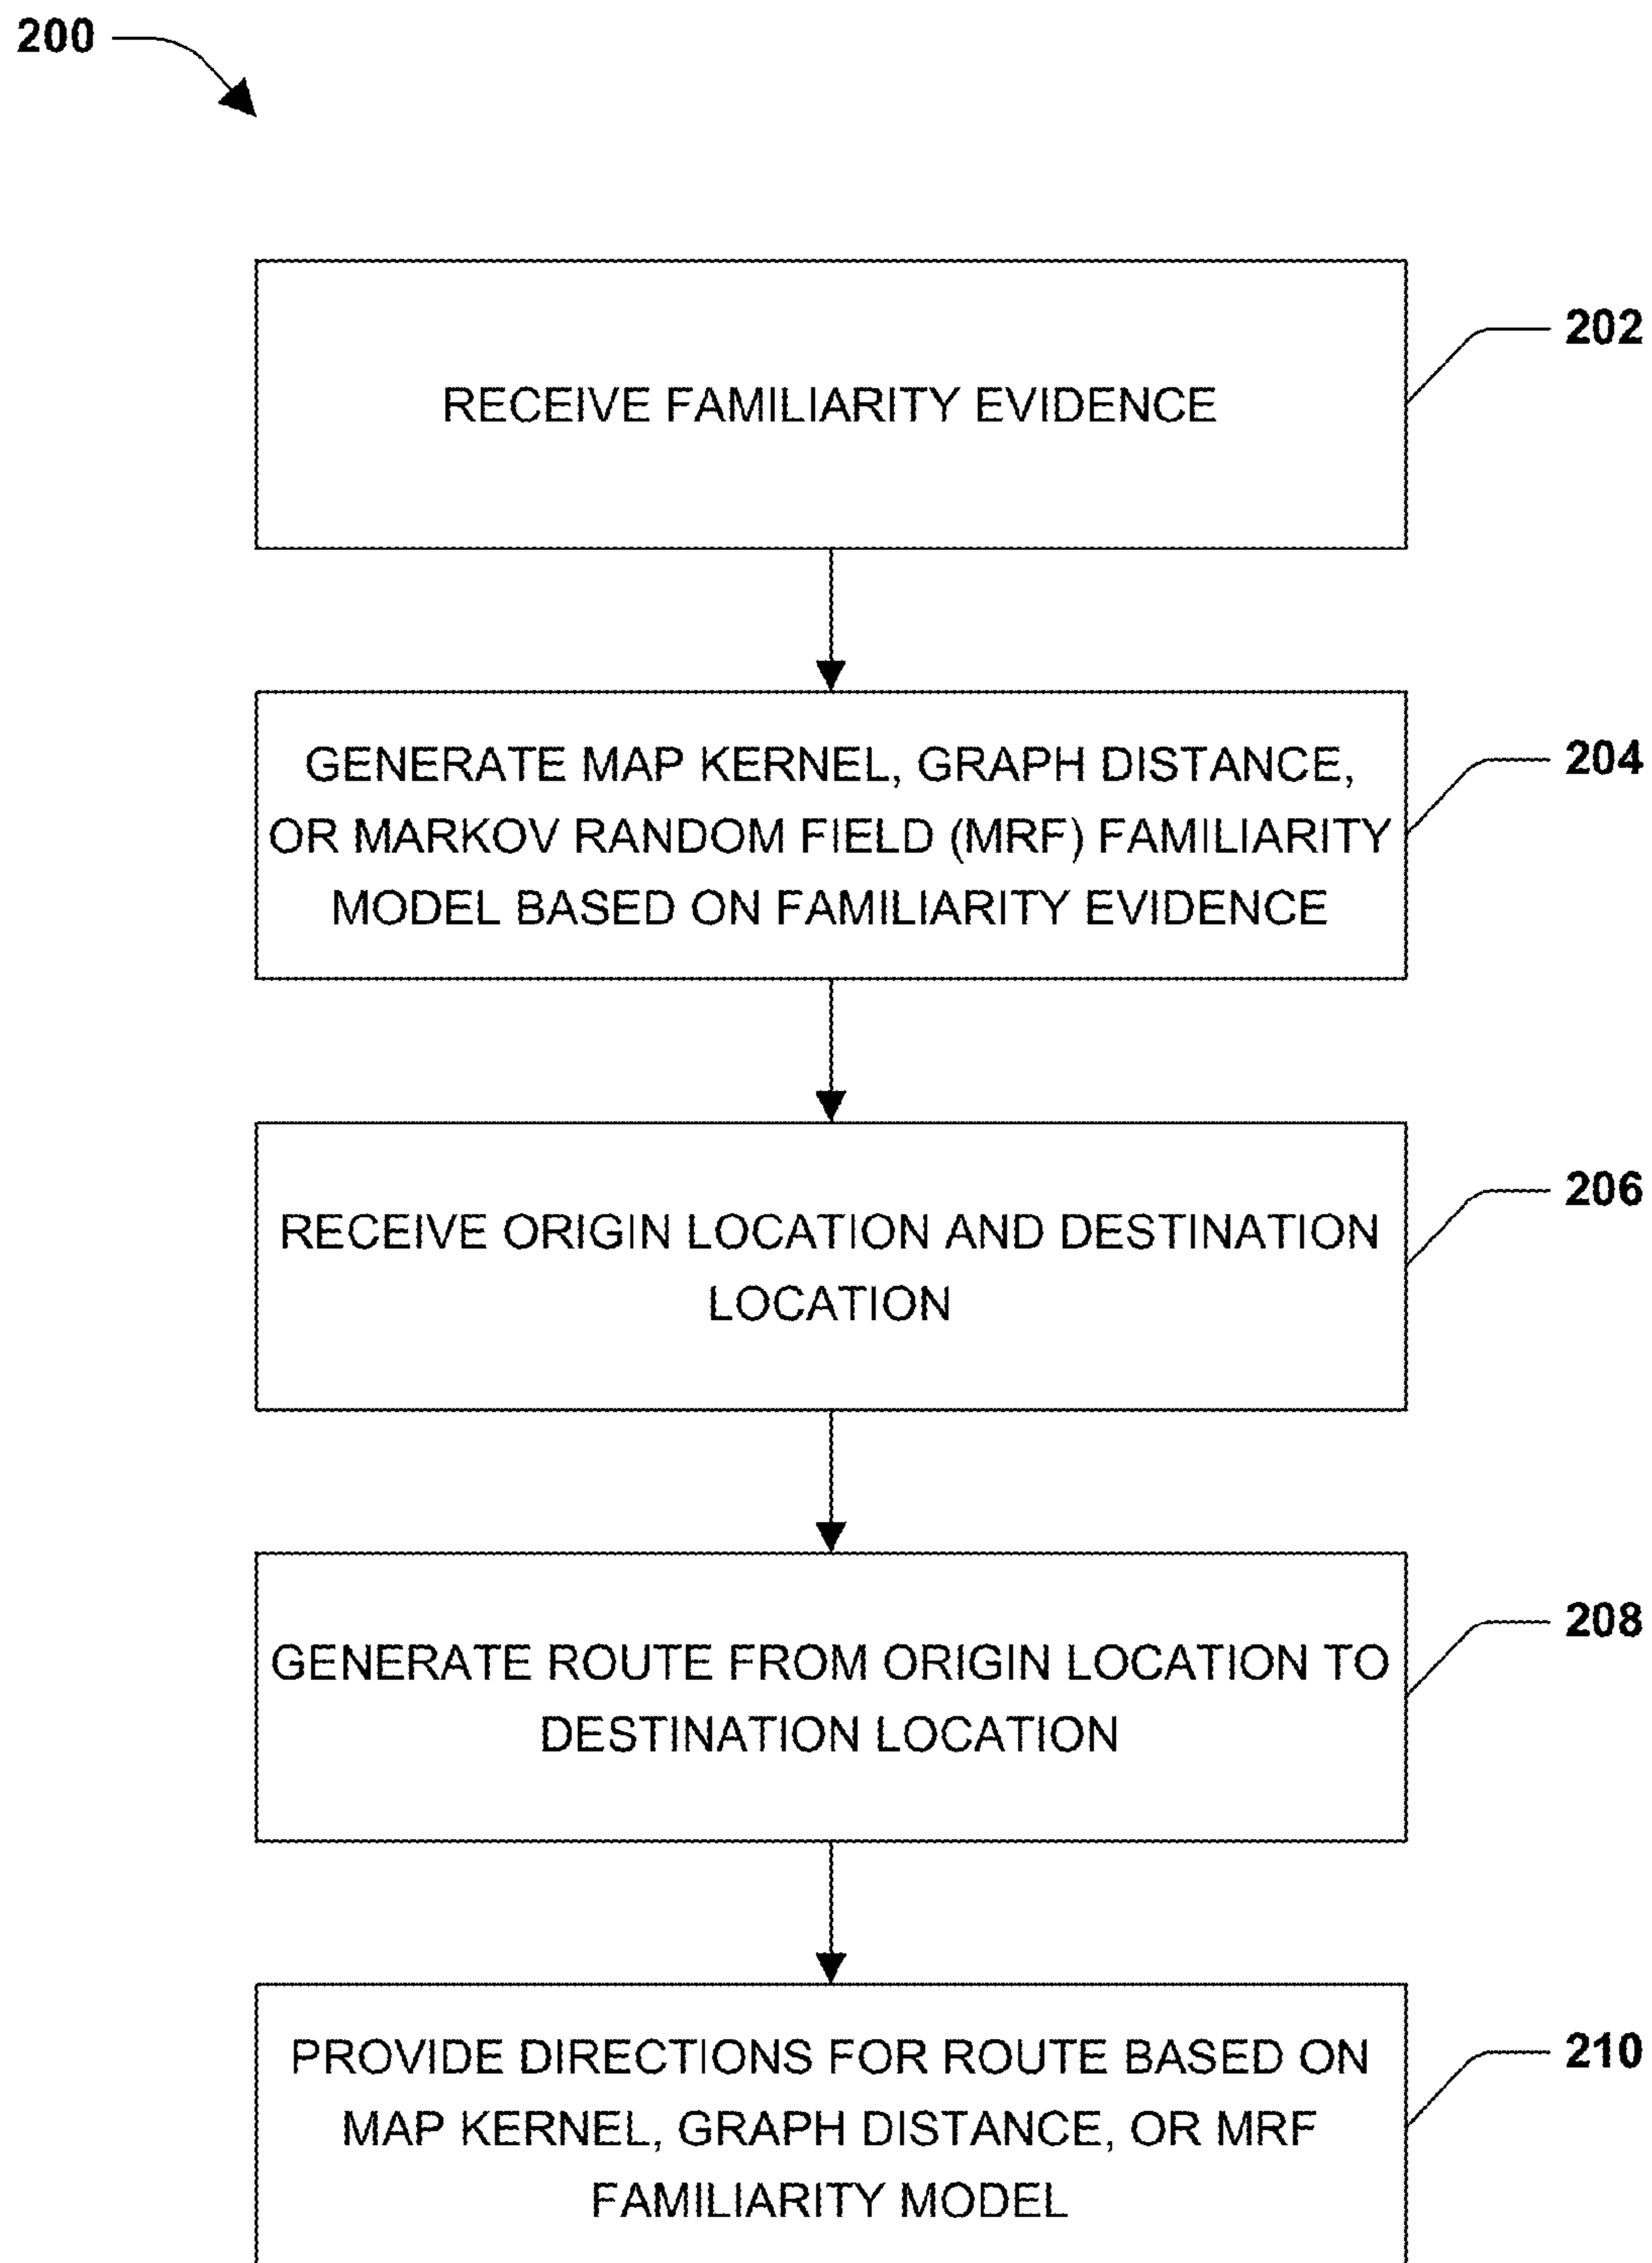 200
RECEIVE FAMILIARITY EVIDENCE
202
GENERATE MAP KERNEL, GRAPH DISTANCE,
OR MARKOV RANDOM FIELD (MRF) FAMILIARITY
MODEL BASED ON FAMILIARITY EVIDENCE
204
RECEIVE ORIGIN LOCATION AND DESTINATION
LOCATION
206
GENERATE ROUTE FROM ORIGIN LOCATION TO
DESTINATION LOCATION
208
PROVIDE DIRECTIONS FOR ROUTE BASED ON
MAP KERNEL, GRAPH DISTANCE, OR MRF
FAMILIARITY MODEL
210